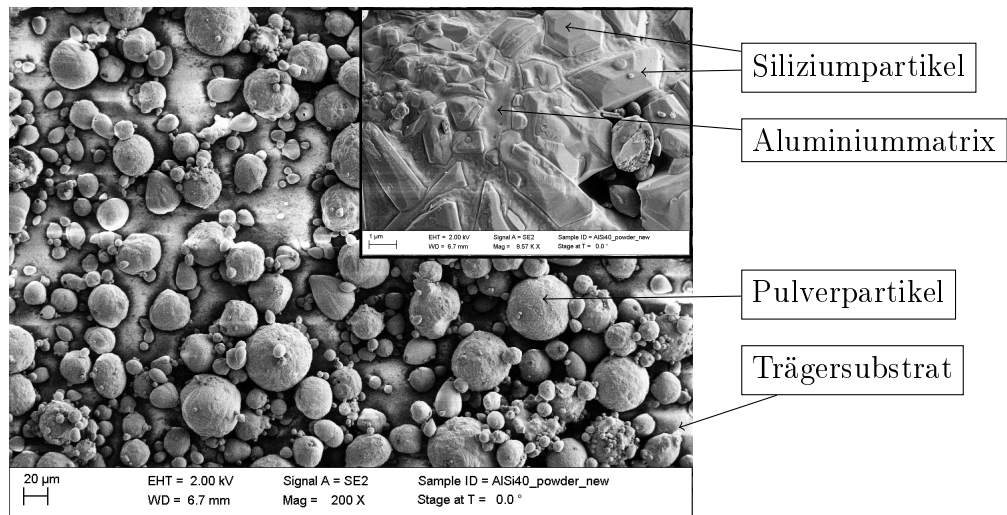 Siliziumpartikel
Aluminiummatrix
1 µm
EHT = 2.00 kV Signal A = SE2 Sample ID = AlSi40_powder_new
WD = 6.7 mm Mag = 9.57 K X Stage at T = 0.0 °
Pulverpartikel
Trägersubstrat
20 µm
EHT = 2.00 kV Signal A = SE2 Sample ID = AlSi40_powder_new
WD = 6.7 mm Mag = 200 X Stage at T = 0.0 °